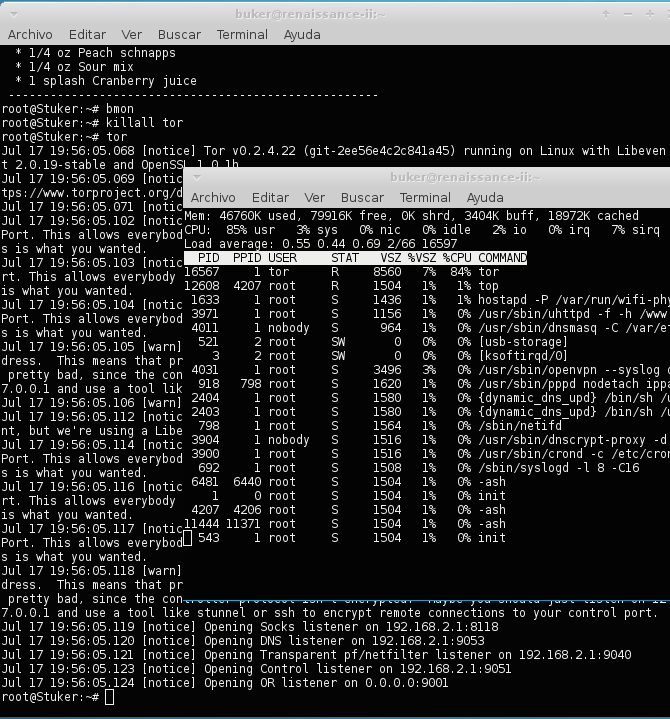 buker@renaissance-ii:~
Archivo Editar Ver Buscar Terminal Ayuda
* 1/4 oz Peach schnapps
* 1/4 oz Sour mix
* 1 splash Cranberry juice
-----------------------------------------------------
root@Stuker:~# bmon
root@Stuker:~# killall tor
root@Stuker:~# tor
Jul 17 19:56:05.068 [notice] Tor v0.2.4.22 (git-2ee56e4c2c841a45) running on Linux with Libeven
t 2.0.19-stable and OpenSSL 1.0.1h
Jul 17 19:56:05.069 [notic
tps://www.torproject.org/d
Jul 17 19:56:05.071 [notic
Jul 17 19:56:05.102 [notic
Port. This allows everybody
s is what you wanted.
Jul 17 19:56:05.103 [notic
rt. This allows everybody
is what you wanted.
Jul 17 19:56:05.104 [notic
Port. This allows everybody
s is what you wanted.
Jul 17 19:56:05.105 [warn]
dress.  This means that pr
pretty bad, since the con
7.0.0.1 and use a tool lik
Jul 17 19:56:05.106 [warn]
Jul 17 19:56:05.112 [notic
nt, but we're using a Libe
Jul 17 19:56:05.114 [notic
Port. This allows everybody
s is what you wanted.
Jul 17 19:56:05.116 [notic
rt. This allows everybody
is what you wanted.
Jul 17 19:56:05.117 [notic
Port. This allows everybody
s is what you wanted.
Jul 17 19:56:05.118 [warn]
dress.  This means that pr
pretty bad, since the controller protocol isn't encrypted! Maybe you should just listen on 12
7.0.0.1 and use a tool like stunnel or ssh to encrypt remote connections to your control port.
Jul 17 19:56:05.119 [notice] Opening Socks listener on 192.168.2.1:8118
Jul 17 19:56:05.120 [notice] Opening DNS listener on 192.168.2.1:9053
Jul 17 19:56:05.121 [notice] Opening Transparent pf/netfilter listener on 192.168.2.1:9040
Jul 17 19:56:05.123 [notice] Opening Control listener on 192.168.2.1:9051
Jul 17 19:56:05.124 [notice] Opening OR listener on 0.0.0.0:9001
root@Stuker:~#
buker@renaissance-ii:~
Archivo Editar Ver Buscar Terminal Ayuda
Mem: 46760K used, 79916K free, 0K shrd, 3404K buff, 18972K cached
CPU:  85% usr   3% sys   0% nic   0% idle   2% io   0% irq   7% sirq
Load average: 0.55 0.44 0.69 2/66 16597
PID  PPID USER     STAT   VSZ %VSZ %CPU COMMAND
16567     1 tor      R     8560   7%  84% tor
12608  4207 root     R     1504   1%   1% top
1633     1 root     S     1436   1%   1% hostapd -P /var/run/wifi-phy
3971     1 root     S     1156   1%   0% /usr/sbin/uhttpd -f -h /www
4011     1 nobody   S      964   1%   0% /usr/sbin/dnsmasq -C /var/et
521     2 root     SW       0   0%   0% [usb-storage]
3     2 root     SW       0   0%   0% [ksoftirqd/0]
4031     1 root     S     3496   3%   0% /usr/sbin/openvpn --syslog o
918   798 root     S     1620   1%   0% /usr/sbin/pppd nodetach ippa
2404     1 root     S     1580   1%   0% {dynamic_dns_upd} /bin/sh /u
2403     1 root     S     1580   1%   0% {dynamic_dns_upd} /bin/sh /u
798     1 root     S     1564   1%   0% /sbin/netifd
3904     1 nobody   S     1516   1%   0% /usr/sbin/dnscrypt-proxy -d
3900     1 root     S     1516   1%   0% /usr/sbin/crond -c /etc/cron
692     1 root     S     1508   1%   0% /sbin/syslogd -l 8 -C16
6481  6440 root     S     1504   1%   0% -ash
1     0 root     S     1504   1%   0% init
4207  4206 root     S     1504   1%   0% -ash
11444 11371 root     S     1504   1%   0% -ash
543     1 root     S     1504   1%   0% init